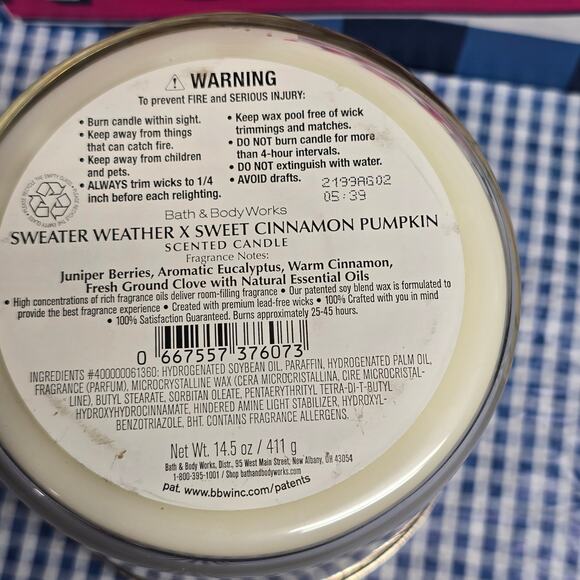 ⚠ WARNING
To prevent FIRE and SERIOUS INJURY:
• Burn candle within sight.
• Keep away from things
that can catch fire.
• Keep away from children
and pets.
• ALWAYS trim wicks to 1/4
inch before each relighting.
• Keep wax pool free of wick
trimmings and matches.
• DO NOT burn candle for more
than 4-hour intervals.
• DO NOT extinguish with water.
• AVOID drafts.
2199AG02
05:39
Bath & Body Works
SWEATER WEATHER X SWEET CINNAMON PUMPKIN
SCENTED CANDLE
Fragrance Notes:
Juniper Berries, Aromatic Eucalyptus, Warm Cinnamon,
Fresh Ground Clove with Natural Essential Oils
• High concentrations of rich fragrance oils deliver room-filling fragrance • Our patented soy blend wax is formulated to
provide the best fragrance experience • Created with premium lead-free wicks • 100% Crafted with you in mind
• 100% Satisfaction Guaranteed. Burns approximately 25-45 hours.
0 667557 376073
INGREDIENTS #400000061360: HYDROGENATED SOYBEAN OIL, PARAFFIN, HYDROGENATED PALM OIL,
FRAGRANCE (PARFUM), MICROCRYSTALLINE WAX (CERA MICROCRISTALLINA, CIRE MICROCRISTAL-
LINE), BUTYL STEARATE, SORBITAN OLEATE, PENTAERYTHRITYL TETRA-DI-T-BUTYL
HYDROXYHYDROCINNAMATE, HINDERED AMINE LIGHT STABILIZER, HYDROXYL-
BENZOTRIAZOLE, BHT. CONTAINS FRAGRANCE ALLERGENS.
Net Wt. 14.5 oz / 411 g
Bath & Body Works, Distr., 95 West Main Street, New Albany, OH 43054
1-800-395-1001 / Shop bathandbodyworks.com
pat. www.bbwinc.com/patents